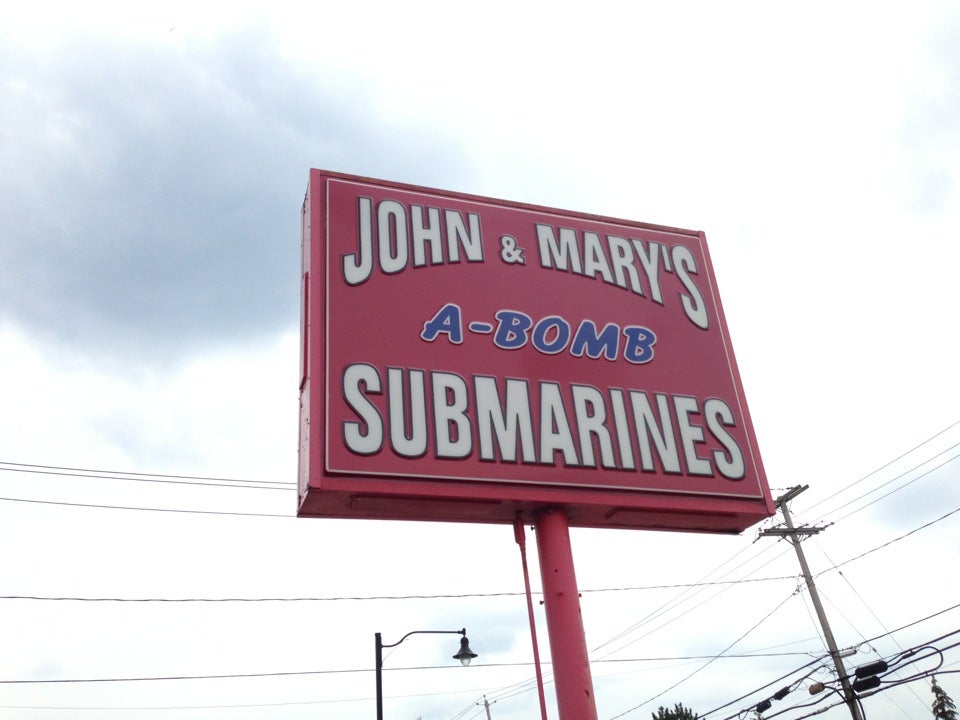 JOHN & MARY'S
A-BOMB
SUBMARINES